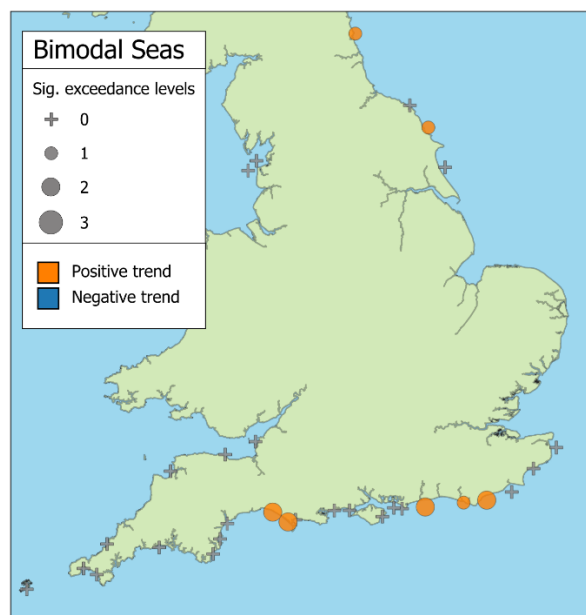 Bimodal Seas
Sig. exceedance levels
0
1
2
3
Positive trend
Negative trend